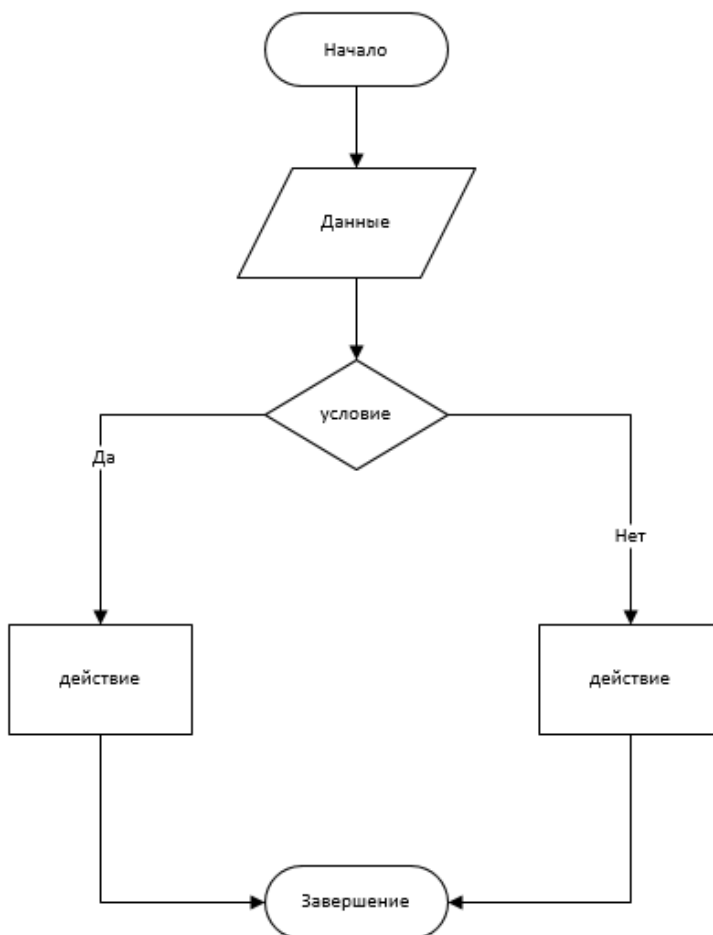 Начало
Данные
условие
Да
Нет
действие
действие
Завершение